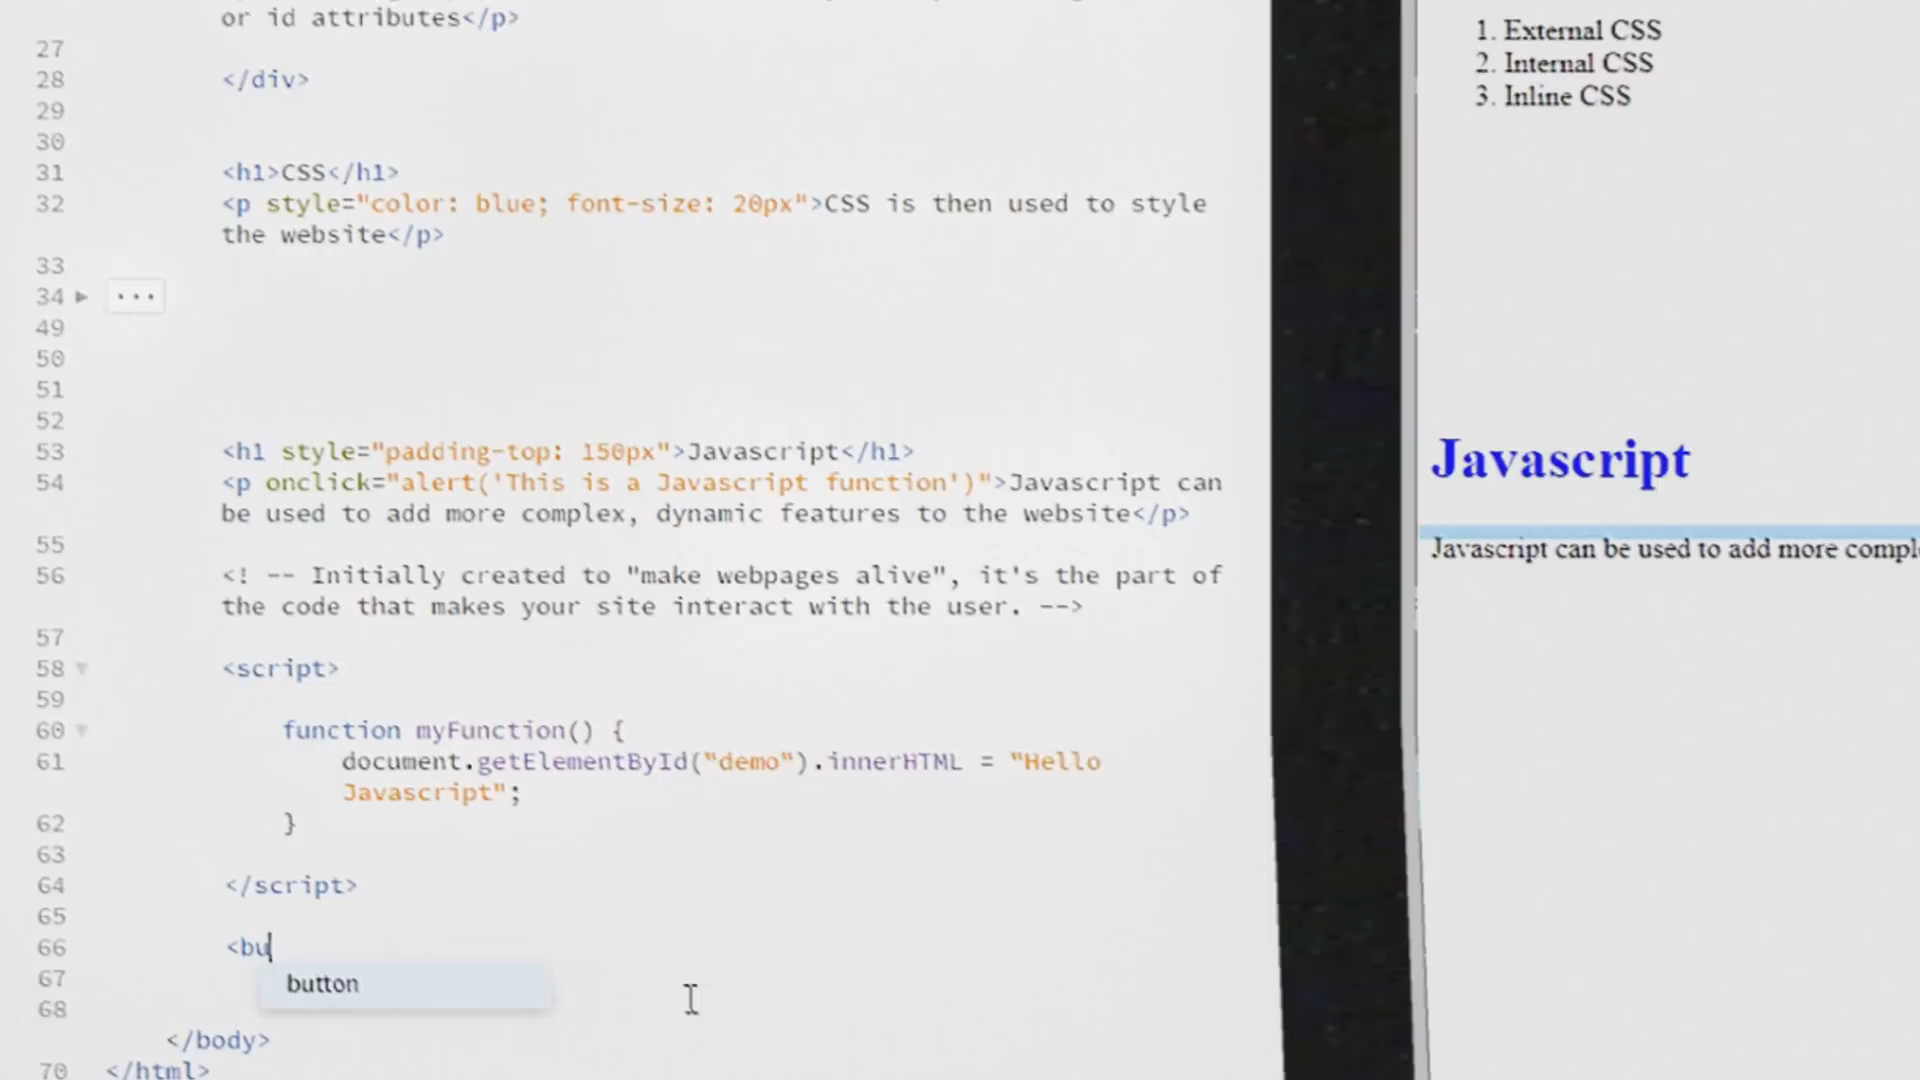 or id attributes</p>
27
28 </div>
29
30
31 <h1>CSS</h1>
32 <p style="color: blue; font-size: 20px">CSS is then used to style
the website</p>
33
34 ▶ ...
49
50
51
52
53 <h1 style="padding-top: 150px">Javascript</h1>
54 <p onclick="alert('This is a Javascript function')">Javascript can
be used to add more complex, dynamic features to the website</p>
55
56 <! -- Initially created to "make webpages alive", it's the part of
the code that makes your site interact with the user. -->
57
58 ▼ <script>
59
60 ▼ function myFunction() {
61 document.getElementById("demo").innerHTML = "Hello
Javascript";
62 }
63
64 </script>
65
66 <bu
67 button
68
</body>
70 </html>
1. External CSS
2. Internal CSS
3. Inline CSS
Javascript
Javascript can be used to add more